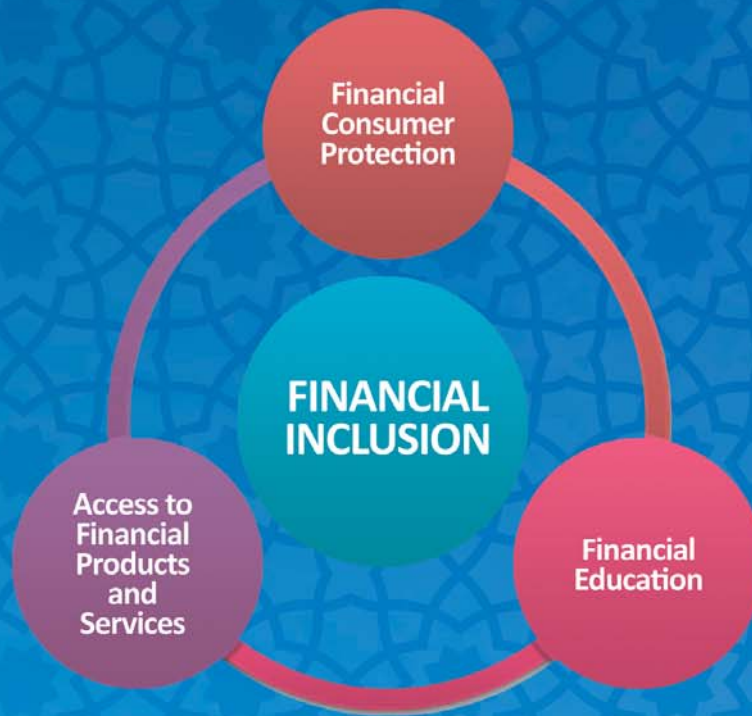 Financial
Consumer
Protection
FINANCIAL
INCLUSION
Access to
Financial
Products
and
Services
Financial
Education